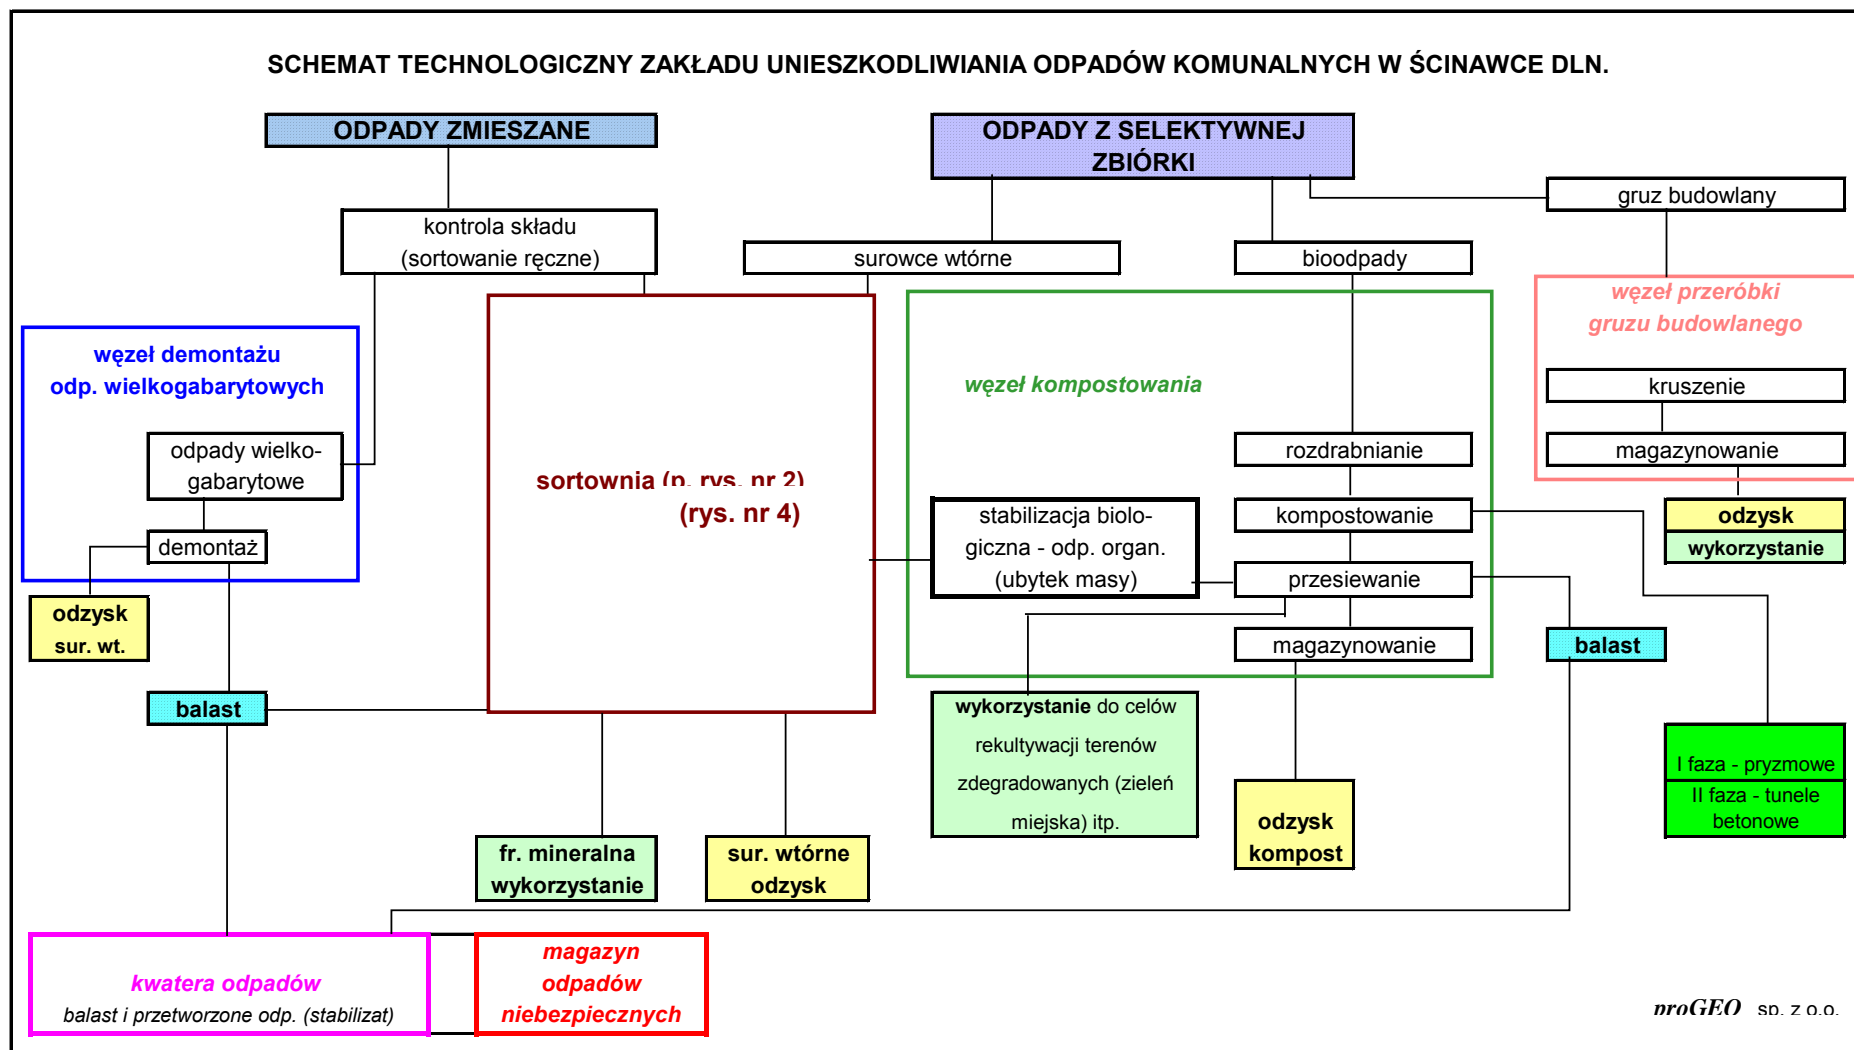 SCHEMAT TECHNOLOGICZNY ZAKŁADU UNIESZKODLIWIANIA ODPADÓW KOMUNALNYCH W ŚCINAWCE DLN.
ODPADY ZMIESZANE
ODPADY Z SELEKTYWNEJ
ZBIÓRKI
gruz budowlany
kontrola składu
(sortowanie ręczne)
surowce wtórne
bioodpady
węzeł przeróbki
gruzu budowlanego
węzeł demontażu
odp. wielkogabarytowych
węzeł kompostowania
kruszenie
odpady wielko-
gabarytowe
rozdrabnianie
magazynowanie
sortownia (p. rys. nr 2)
(rys. nr 4)
stabilizacja biolo-
giczna - odp. organ.
(ubytek masy)
kompostowanie
odzysk
wykorzystanie
demontaż
przesiewanie
odzysk
sur. wt.
magazynowanie
balast
balast
wykorzystanie do celów
rekultywacji terenów
zdegradowanych (zieleń
miejska) itp.
I faza - pryzmowe
II faza - tunele
betonowe
odzysk
kompost
fr. mineralna
wykorzystanie
sur. wtórne
odzysk
kwatera odpadów
balast i przetworzone odp. (stabilizat)
magazyn
odpadów
niebezpiecznych
proGEO sp. z o.o.